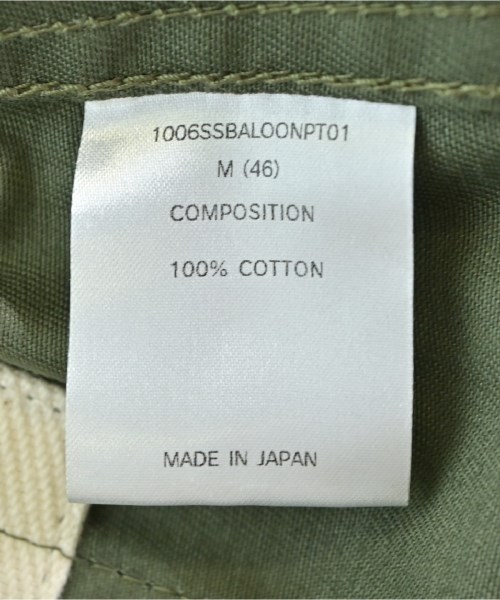 1006SSBALOONPT01
M (46)
COMPOSITION
100% COTTON
MADE IN JAPAN